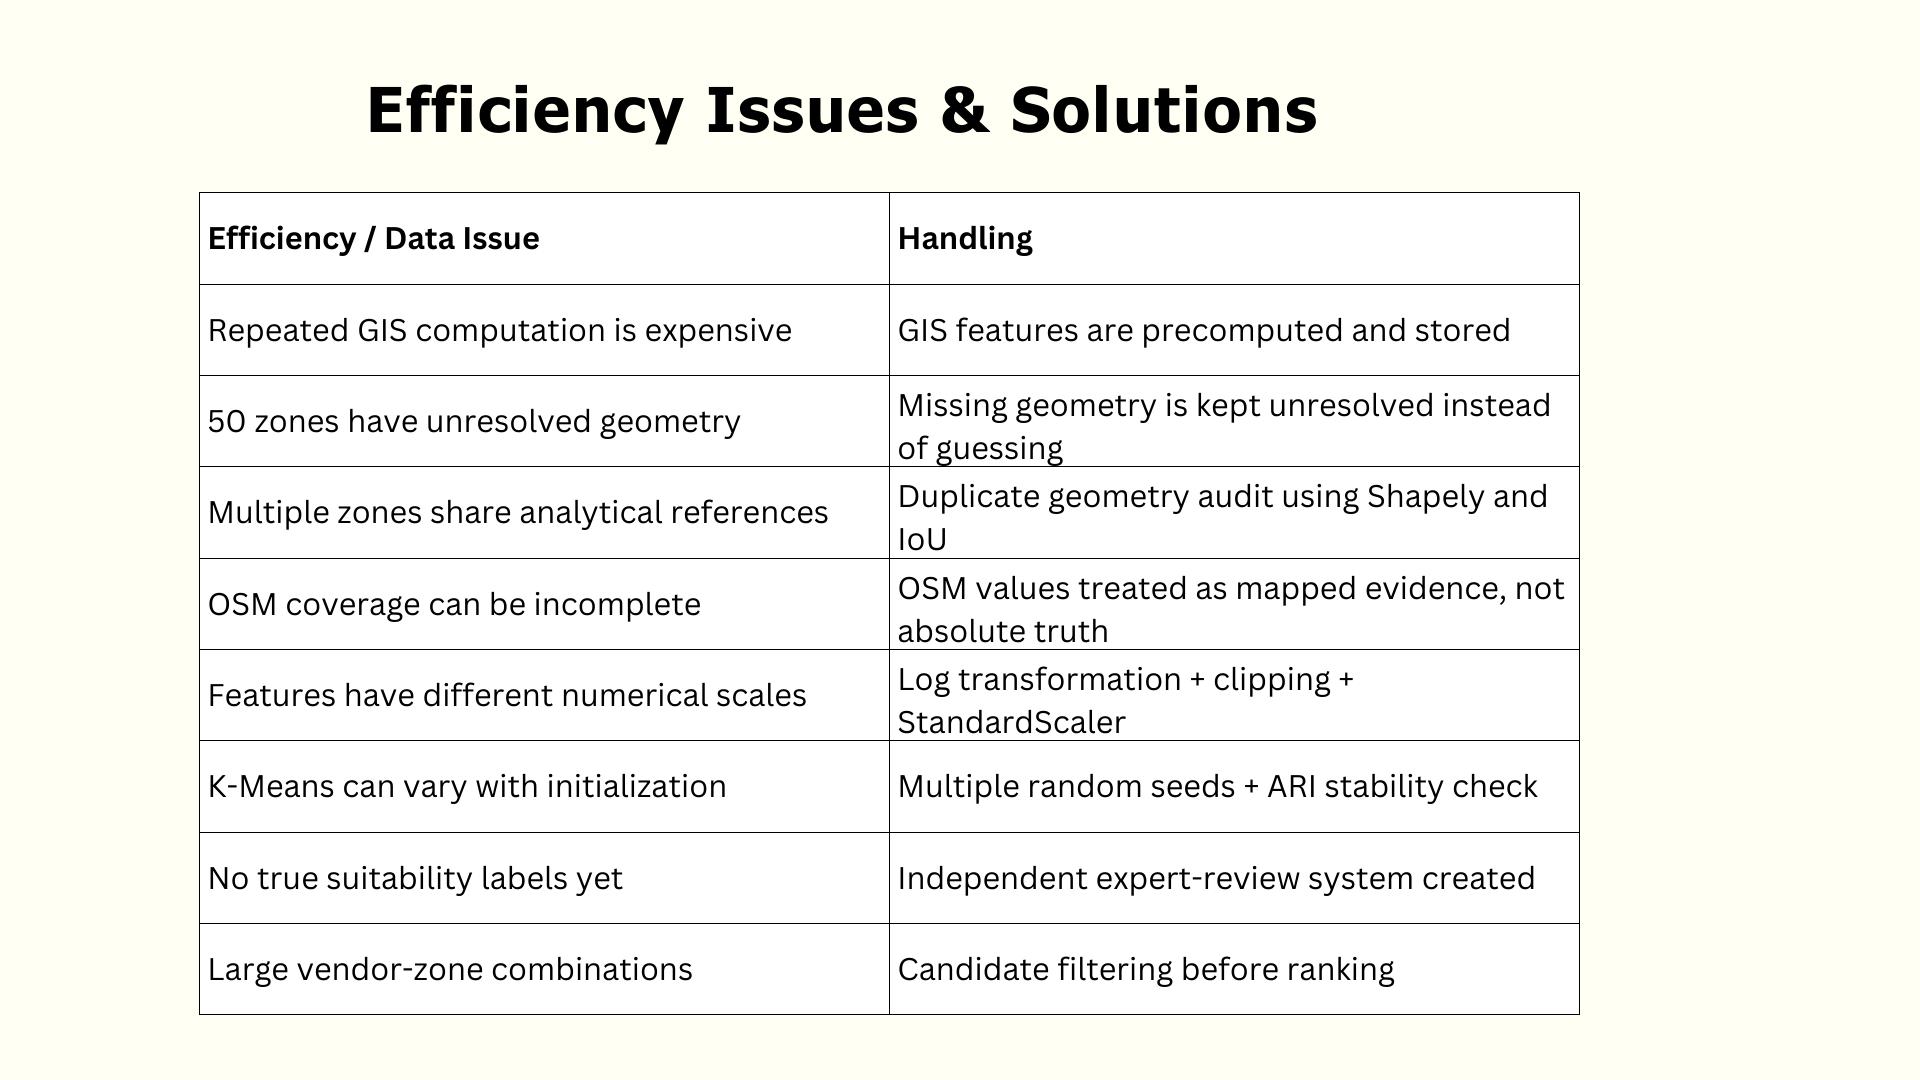 Efficiency Issues & Solutions
Efficiency / Data Issue
Handling
Repeated GIS computation is expensive
GIS features are precomputed and stored
50 zones have unresolved geometry
Missing geometry is kept unresolved instead
of guessing
Multiple zones share analytical references
Duplicate geometry audit using Shapely and
IoU
OSM coverage can be incomplete
OSM values treated as mapped evidence, not
absolute truth
Features have different numerical scales
Log transformation + clipping +
StandardScaler
K-Means can vary with initialization
Multiple random seeds + ARI stability check
No true suitability labels yet
Independent expert-review system created
Large vendor-zone combinations
Candidate filtering before ranking